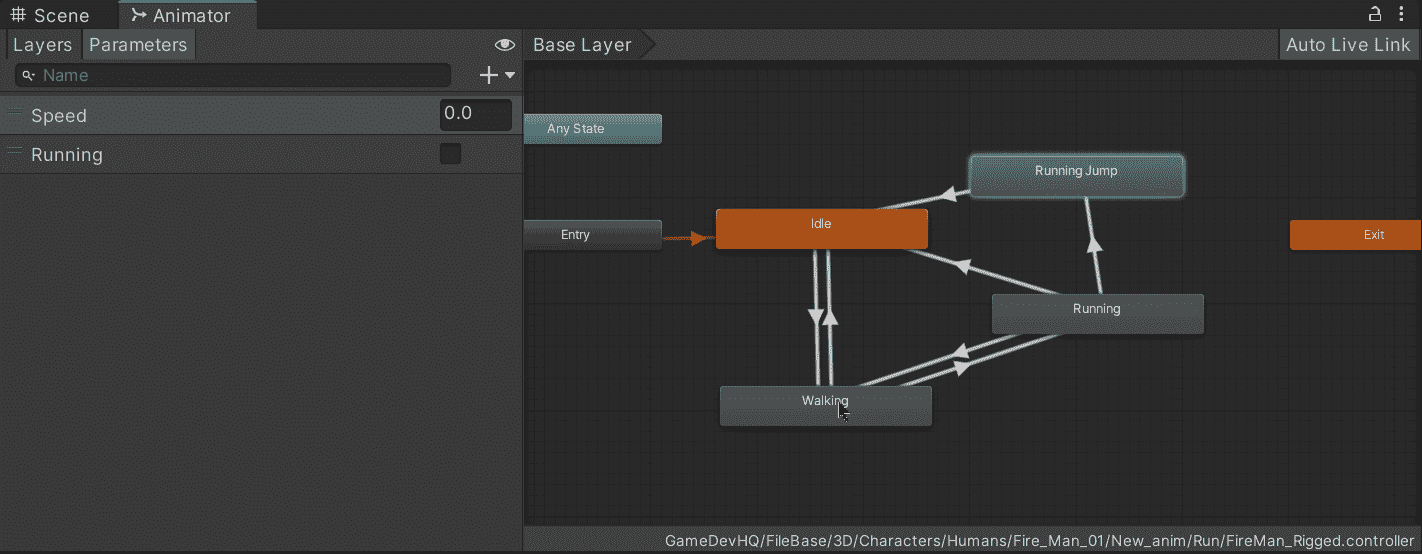 Scene Animator
Layers Parameters
Name
Speed 0.0
Running
Base Layer Auto Live Link
Any State
Running Jump
Idle
Entry
Exit
Running
Walking
GameDevHQ/FileBase/3D/Characters/Humans/Fire_Man_01/New_anim/Run/FireMan_Rigged.controller